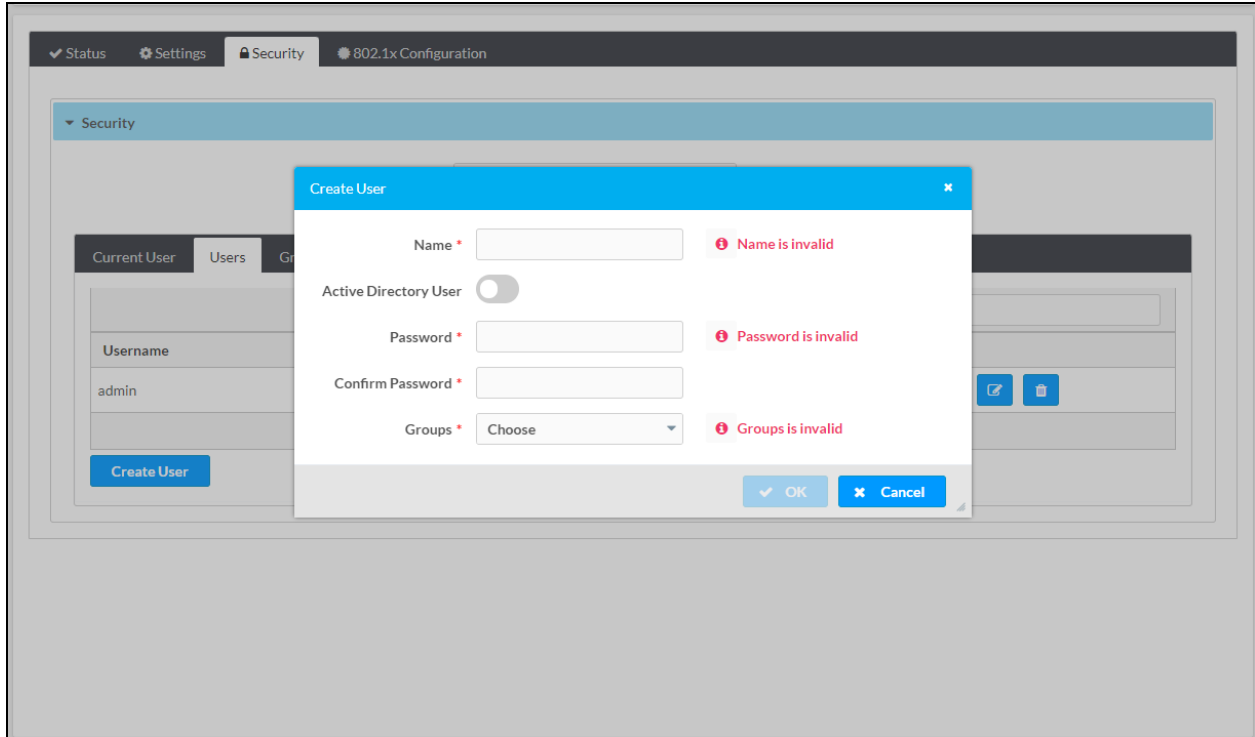 Status Settings Security 802.1x Configuration
Security
Create User
Name *
Name is invalid
Current User Users Gr
Active Directory User
Password *
Password is invalid
Username
Confirm Password *
admin
Groups * Choose
Groups is invalid
Create User
OK Cancel